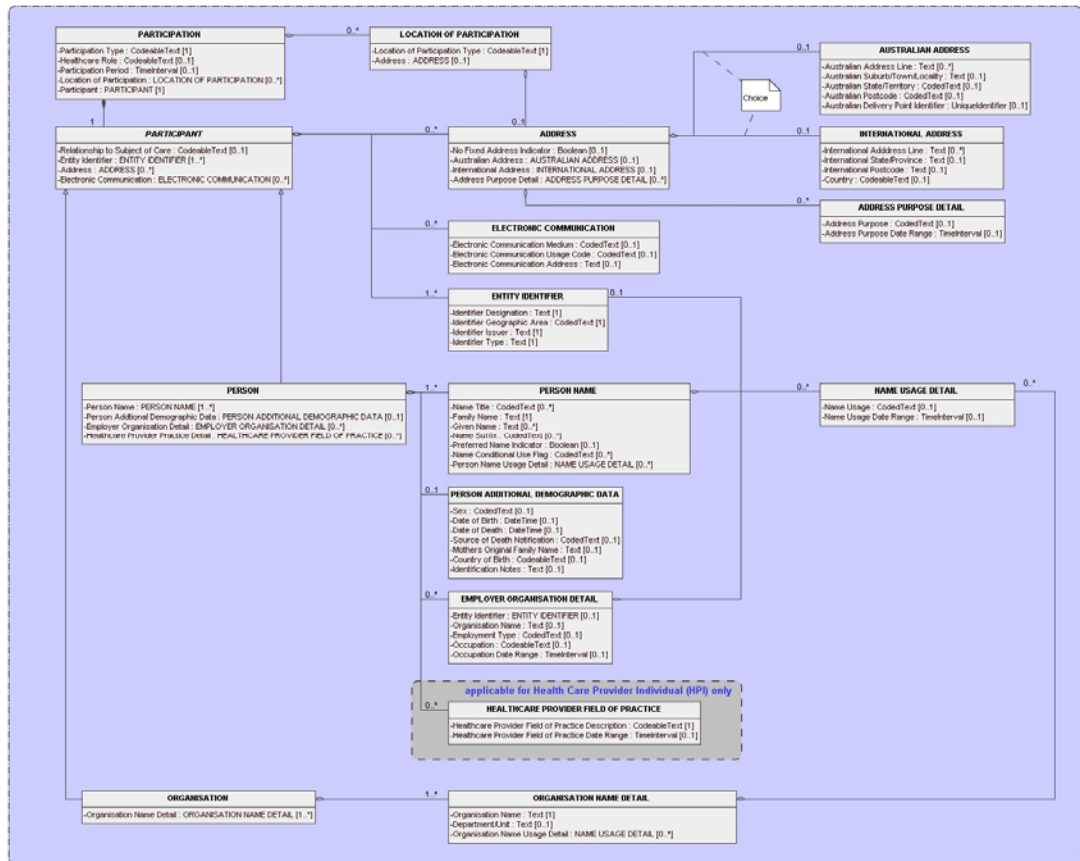 PARTICIPATION
-Participation Type : CodeableText [1]
-Healthcare Role : CodeableText [0..1]
-Participation Period : TimeInterval [0..1]
-Location of Participation : LOCATION OF PARTICIPATION [0..*]
-Participant : PARTICIPANT [1]
0..*
LOCATION OF PARTICIPATION
-Location of Participation Type : CodeableText [1]
-Address : ADDRESS [0..1]
0..1
AUSTRALIAN ADDRESS
-Australian Address Line : Text [0..*]
-Australian Suburb/Town/Locality : Text [0..1]
-Australian State/Territory : CodedText [0..1]
-Australian Postcode : CodedText [0..1]
-Australian Delivery Point Identifier : UniqueIdentifier [0..1]
Choice
1
PARTICIPANT
-Relationship to Subject of Care : CodeableText [0..1]
-Entity Identifier : ENTITY IDENTIFIER [1..*]
-Address : ADDRESS [0..*]
-Electronic Communication : ELECTRONIC COMMUNICATION [0..*]
0..*
0..1
ADDRESS
-No Fixed Address Indicator : Boolean [0..1]
-Australian Address : AUSTRALIAN ADDRESS [0..1]
-International Address : INTERNATIONAL ADDRESS [0..1]
-Address Purpose Detail : ADDRESS PURPOSE DETAIL [0..*]
0..1
INTERNATIONAL ADDRESS
-International Address Line : Text [0..*]
-International State/Province : Text [0..1]
-International Postcode : Text [0..1]
-Country : CodeableText [0..1]
0..*
ADDRESS PURPOSE DETAIL
-Address Purpose : CodedText [0..1]
-Address Purpose Date Range : TimeInterval [0..1]
0..*
ELECTRONIC COMMUNICATION
-Electronic Communication Medium : CodedText [0..1]
-Electronic Communication Usage Code : CodedText [0..1]
-Electronic Communication Address : Text [0..1]
1..*
ENTITY IDENTIFIER
0..1
-Identifier Designation : Text [1]
-Identifier Geographic Area : CodedText [1]
-Identifier Issuer : Text [1]
-Identifier Type : Text [1]
PERSON
-Person Name : PERSON NAME [1..*]
-Person Addtional Demographic Data : PERSON ADDITIONAL DEMOGRAPHIC DATA [0..1]
-Employer Organisation Detail : EMPLOYER ORGANISATION DETAIL [0..*]
-Healthcare Provider Practice Detail : HEALTHCARE PROVIDER FIELD OF PRACTICE [0..*]
1..*
PERSON NAME
-Name Title : CodedText [0..*]
-Family Name : Text [1]
-Given Name : Text [0..*]
-Name Suffix : CodedText [0..*]
-Preferred Name Indicator : Boolean [0..1]
-Name Conditional Use Flag : CodedText [0..*]
-Person Name Usage Detail : NAME USAGE DETAIL [0..*]
0..*
NAME USAGE DETAIL
0..*
-Name Usage : CodedText [0..1]
-Name Usage Date Range : TimeInterval [0..1]
0..1
PERSON ADDITIONAL DEMOGRAPHIC DATA
-Sex : CodedText [0..1]
-Date of Birth : DateTime [0..1]
-Date of Death : DateTime [0..1]
-Source of Death Notification : CodedText [0..1]
-Mothers Original Family Name : Text [0..1]
-Country of Birth : CodeableText [0..1]
-Identification Notes : Text [0..1]
0..*
EMPLOYER ORGANISATION DETAIL
-Entity Identifier : ENTITY IDENTIFIER [0..1]
-Organisation Name : Text [0..1]
-Employment Type : CodedText [0..1]
-Occupation : CodeableText [0..1]
-Occupation Date Range : TimeInterval [0..1]
applicable for Health Care Provider Individual (HPI) only
0..*
HEALTHCARE PROVIDER FIELD OF PRACTICE
-Healthcare Provider Field of Practice Description : CodeableText [1]
-Healthcare Provider Field of Practice Date Range : TimeInterval [0..1]
ORGANISATION
-Organisation Name Detail : ORGANISATION NAME DETAIL [1..*]
1..*
ORGANISATION NAME DETAIL
-Organisation Name : Text [1]
-Department/Unit : Text [0..1]
-Organisation Name Usage Detail : NAME USAGE DETAIL [0..*]